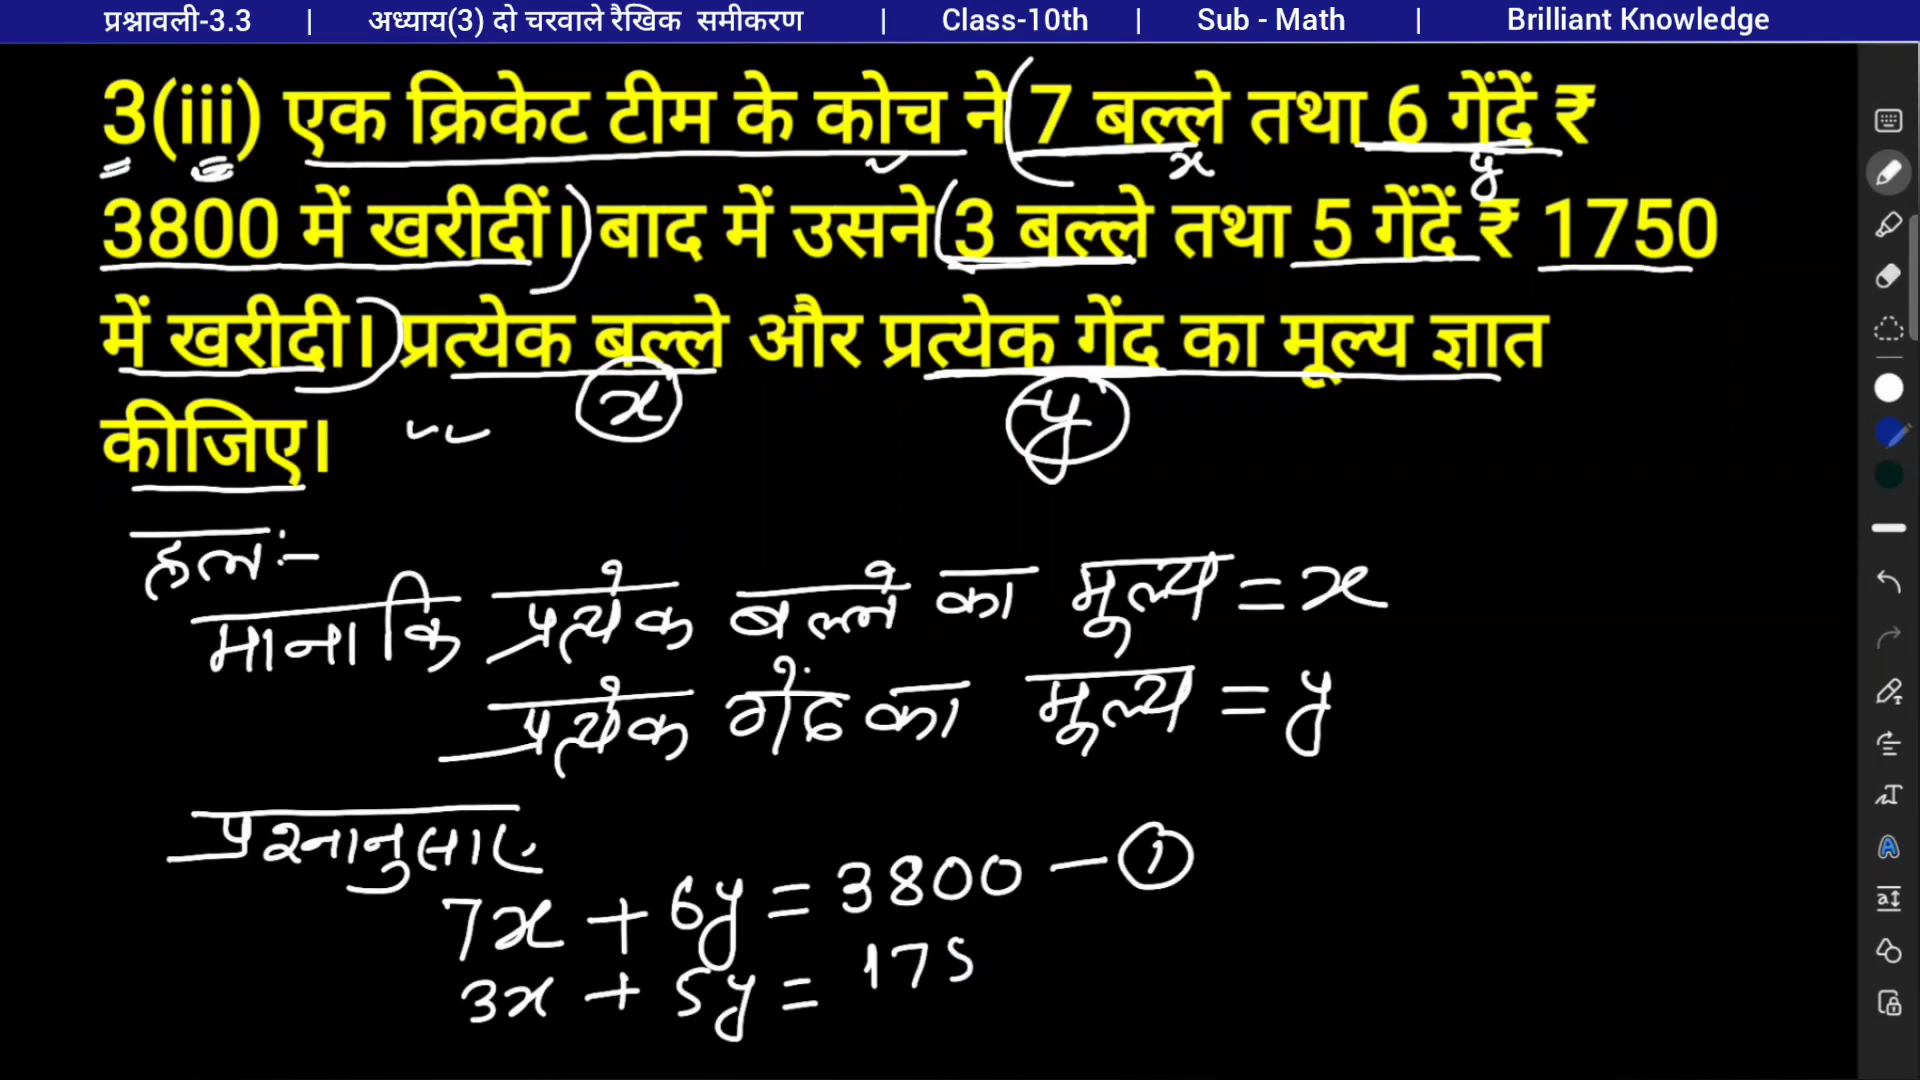 प्रश्नावली-3.3 | अध्याय(3) दो चरवाले रैखिक समीकरण | Class-10th | Sub - Math | Brilliant Knowledge
3(iii) एक क्रिकेट टीम के कोच ने (7 बल्ले तथा 6 गेंदें ₹
x y
3800 में खरीदीं।) बाद में उसने (3 बल्ले तथा 5 गेंदें ₹ 1750
में खरीदी।) प्रत्येक बल्ले और प्रत्येक गेंद का मूल्य ज्ञात
x y
कीजिए।
हल:-
माना कि प्रत्येक बल्ले का मूल्य = x
प्रत्येक गेंद का मूल्य = y
प्रश्नानुसार
7x + 6y = 3800 - ①
3x + 5y = 175